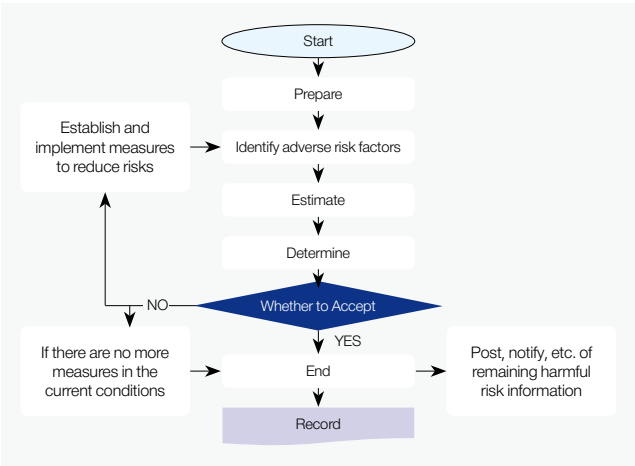 Start
Prepare
Establish and
implement measures
to reduce risks
Identify adverse risk factors
Estimate
Determine
Whether to Accept
NO
YES
If there are no more
measures in the
current conditions
End
Post, notify, etc. of
remaining harmful
risk information
Record